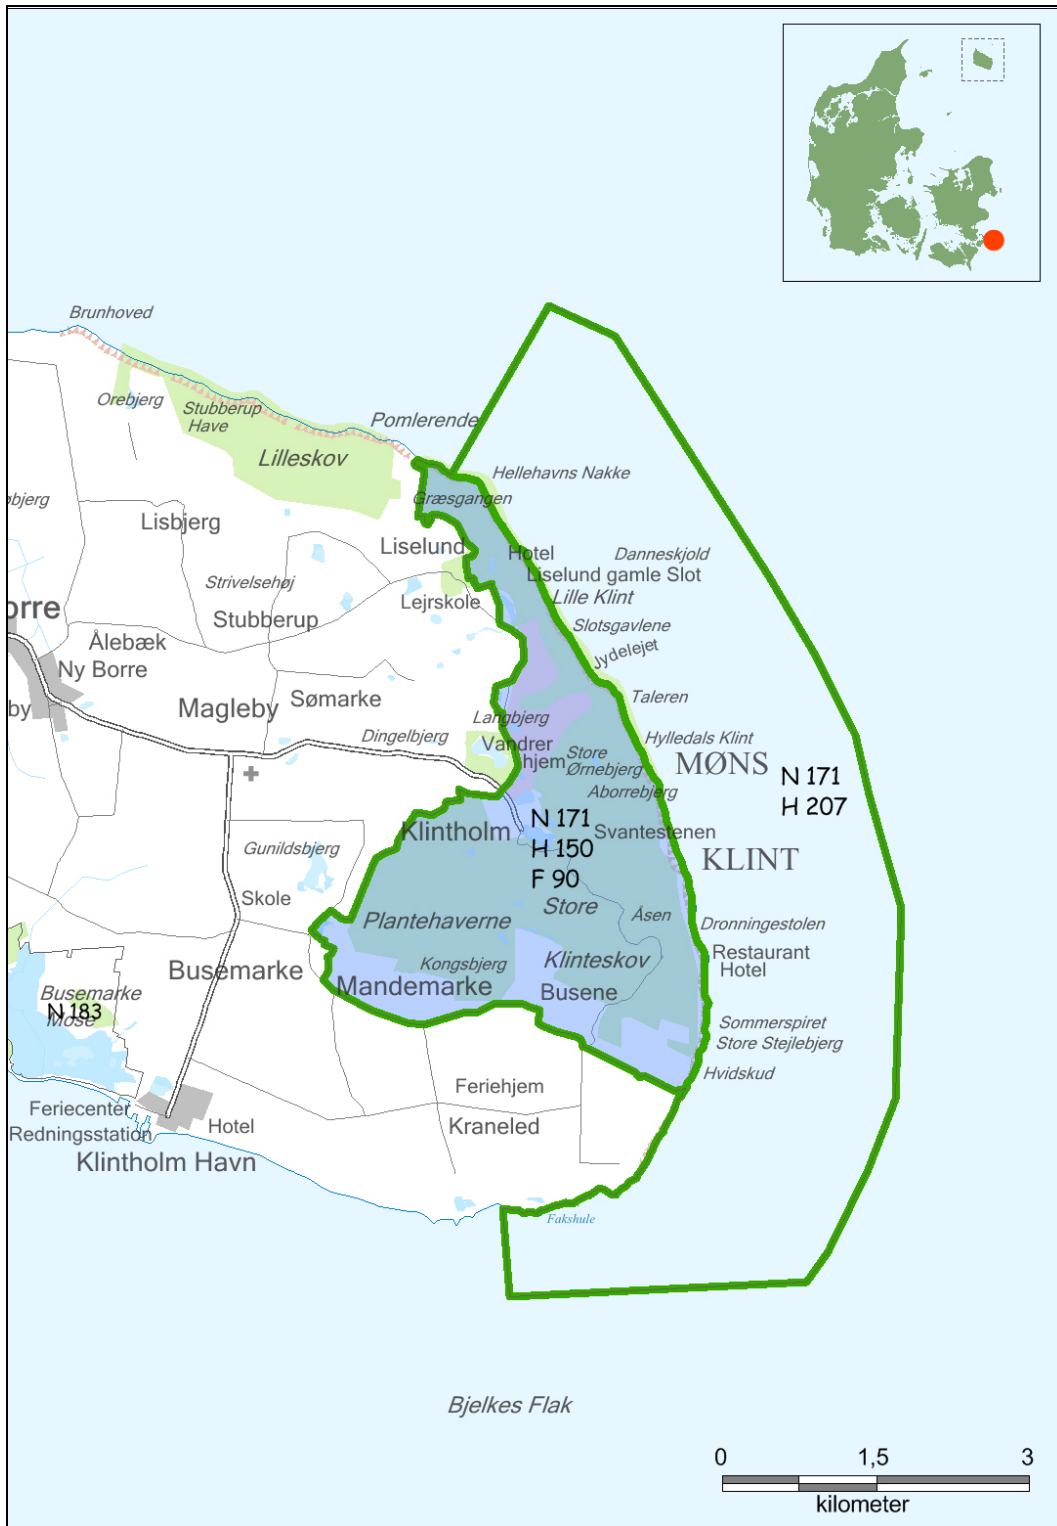 Brunhoved
Orebjerg
Stubberup
Have
Pomlerende
Lilleskov
Hellehavns Nakke
Græsgangen
øbjerg
Lisbjerg
Liselund
Hotel
Danneskjold
Liselund gamle Slot
Strivelsehøj
Lejrskole
Lille Klint
orre
Stubberup
Slotsgavlene
Ålebæk
Jydelejet
Ny Borre
Taleren
by
Magleby
Sømarke
Langbjerg
Dingelbjerg
Vandrer
hjem
Store
Ørnebjerg
Hylledals Klint
MØNS
N 171
H 207
Aborrebjerg
Klintholm
N 171
H 150
F 90
Svantestenen
KLINT
Gunildsbjerg
Skole
Plantehaverne
Store
Åsen
Dronningestolen
Restaurant
Hotel
Busemarke
Kongsbjerg
Klinteskov
Mandemarke
Busene
Busemarke
Mose
N 183
Sommerspiret
Store Stejlebjerg
Hvidskud
Feriehjem
Feriecenter
Redningsstation
Hotel
Kraneled
Klintholm Havn
Fakshule
Bjelkes Flak
0 1,5 3
kilometer